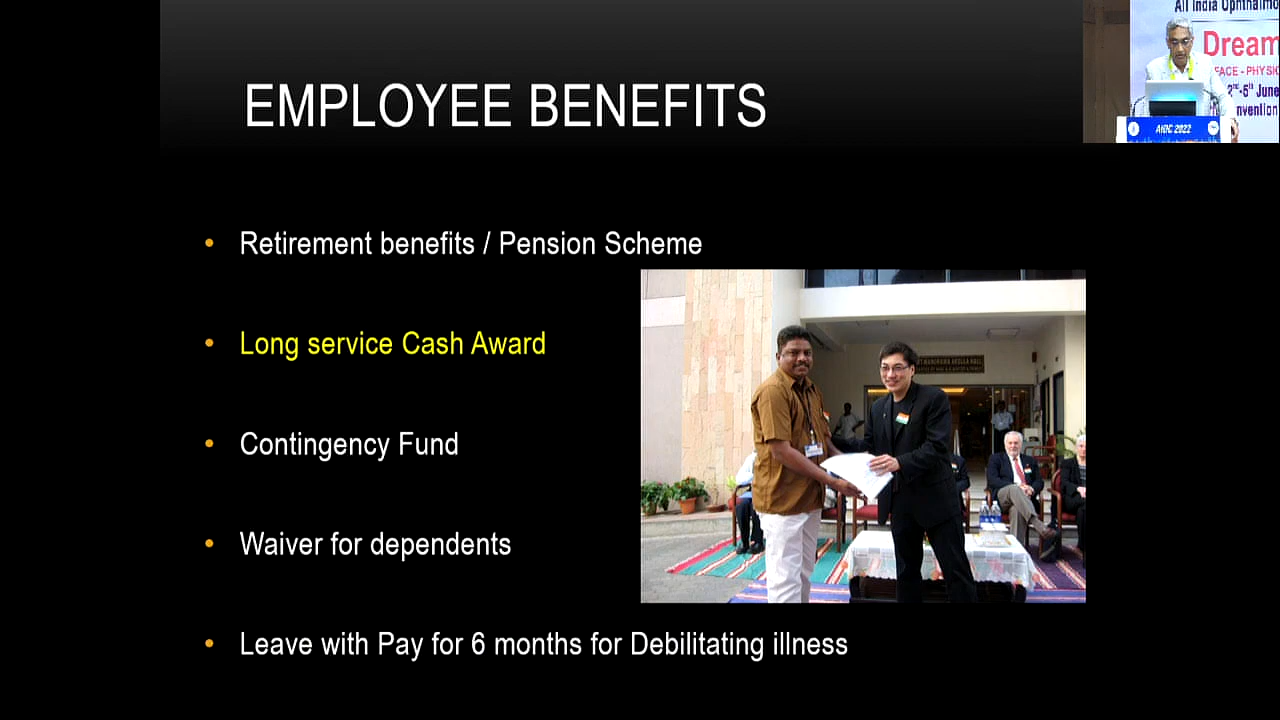 EMPLOYEE BENEFITS
All India Ophthalmo
Dream
FACE - PHYSI
2nd-5th June
nvention
AIOC 2022
• Retirement benefits / Pension Scheme
• Long service Cash Award
• Contingency Fund
• Waiver for dependents
• Leave with Pay for 6 months for Debilitating illness